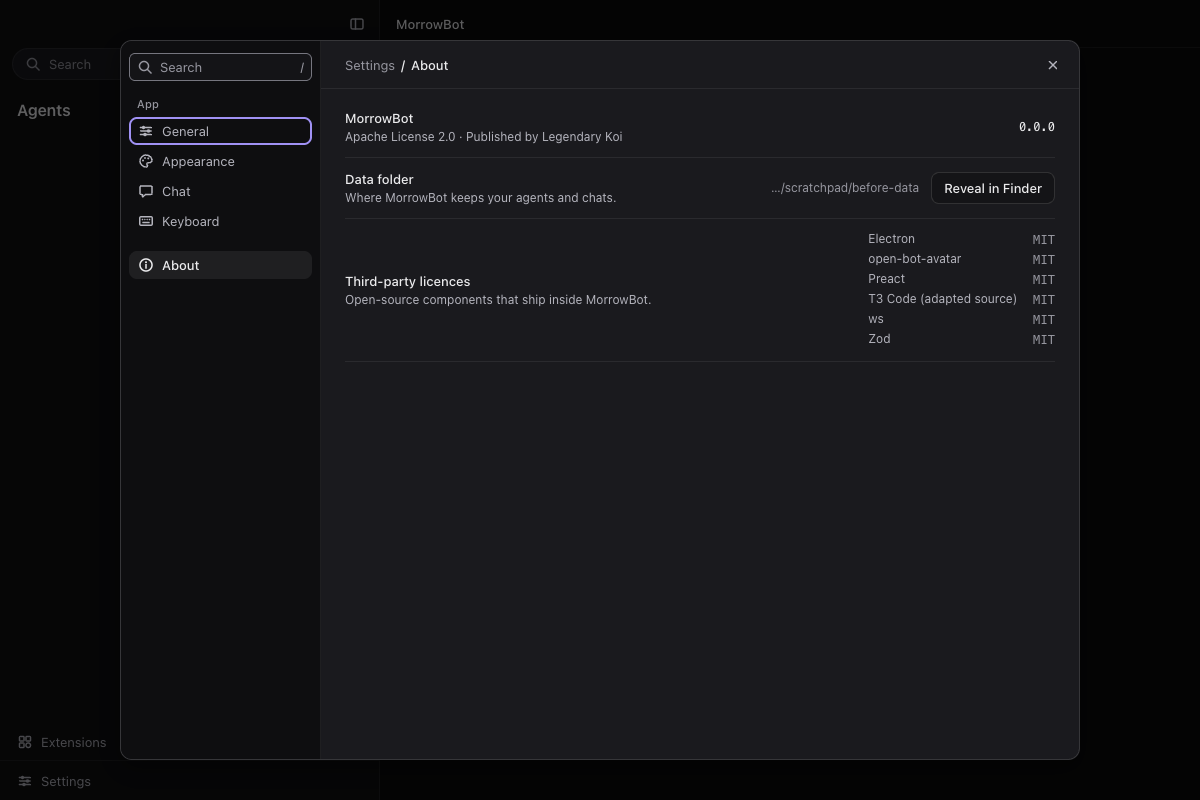 MorrowBot
Search
Agents
Extensions
Settings
Search /
App
General
Appearance
Chat
Keyboard
About
Settings / About
MorrowBot
Apache License 2.0 · Published by Legendary Koi
0.0.0
Data folder
Where MorrowBot keeps your agents and chats.
.../scratchpad/before-data
Reveal in Finder
Third-party licences
Open-source components that ship inside MorrowBot.
Electron MIT
open-bot-avatar MIT
Preact MIT
T3 Code (adapted source) MIT
ws MIT
Zod MIT